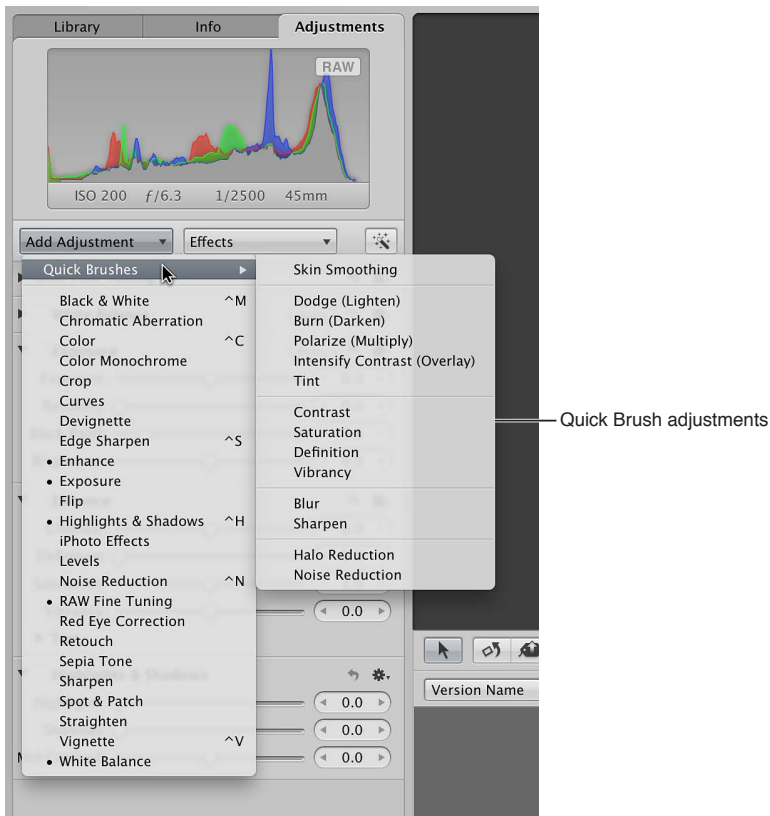 Library Info Adjustments
RAW
ISO 200 ƒ/6.3 1/2500 45mm
Add Adjustment Effects
Quick Brushes
Black & White ^M
Chromatic Aberration
Color ^C
Color Monochrome
Crop
Curves
Devignette
Edge Sharpen ^S
• Enhance
• Exposure
Flip
• Highlights & Shadows ^H
iPhoto Effects
Levels
Noise Reduction ^N
• RAW Fine Tuning
Red Eye Correction
Retouch
Sepia Tone
Sharpen
Spot & Patch
Straighten
Vignette ^V
• White Balance
Skin Smoothing
Dodge (Lighten)
Burn (Darken)
Polarize (Multiply)
Intensify Contrast (Overlay)
Tint
Contrast
Saturation
Definition
Vibrancy
Blur
Sharpen
Halo Reduction
Noise Reduction
Quick Brush adjustments
0.0
0.0
0.0
0.0
Version Name